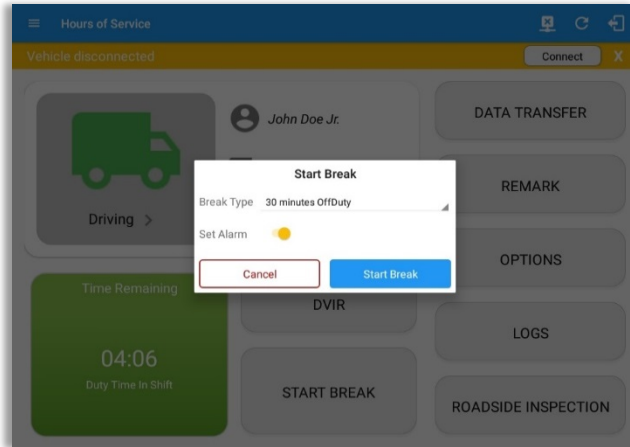 Hours of Service
Vehicle disconnected
Connect
X
John Doe Jr.
DATA TRANSFER
Start Break
Break Type
30 minutes OffDuty
Set Alarm
Cancel
Start Break
Driving >
REMARK
OPTIONS
Time Remaining
04:06
Duty Time In Shift
DVIR
LOGS
START BREAK
ROADSIDE INSPECTION